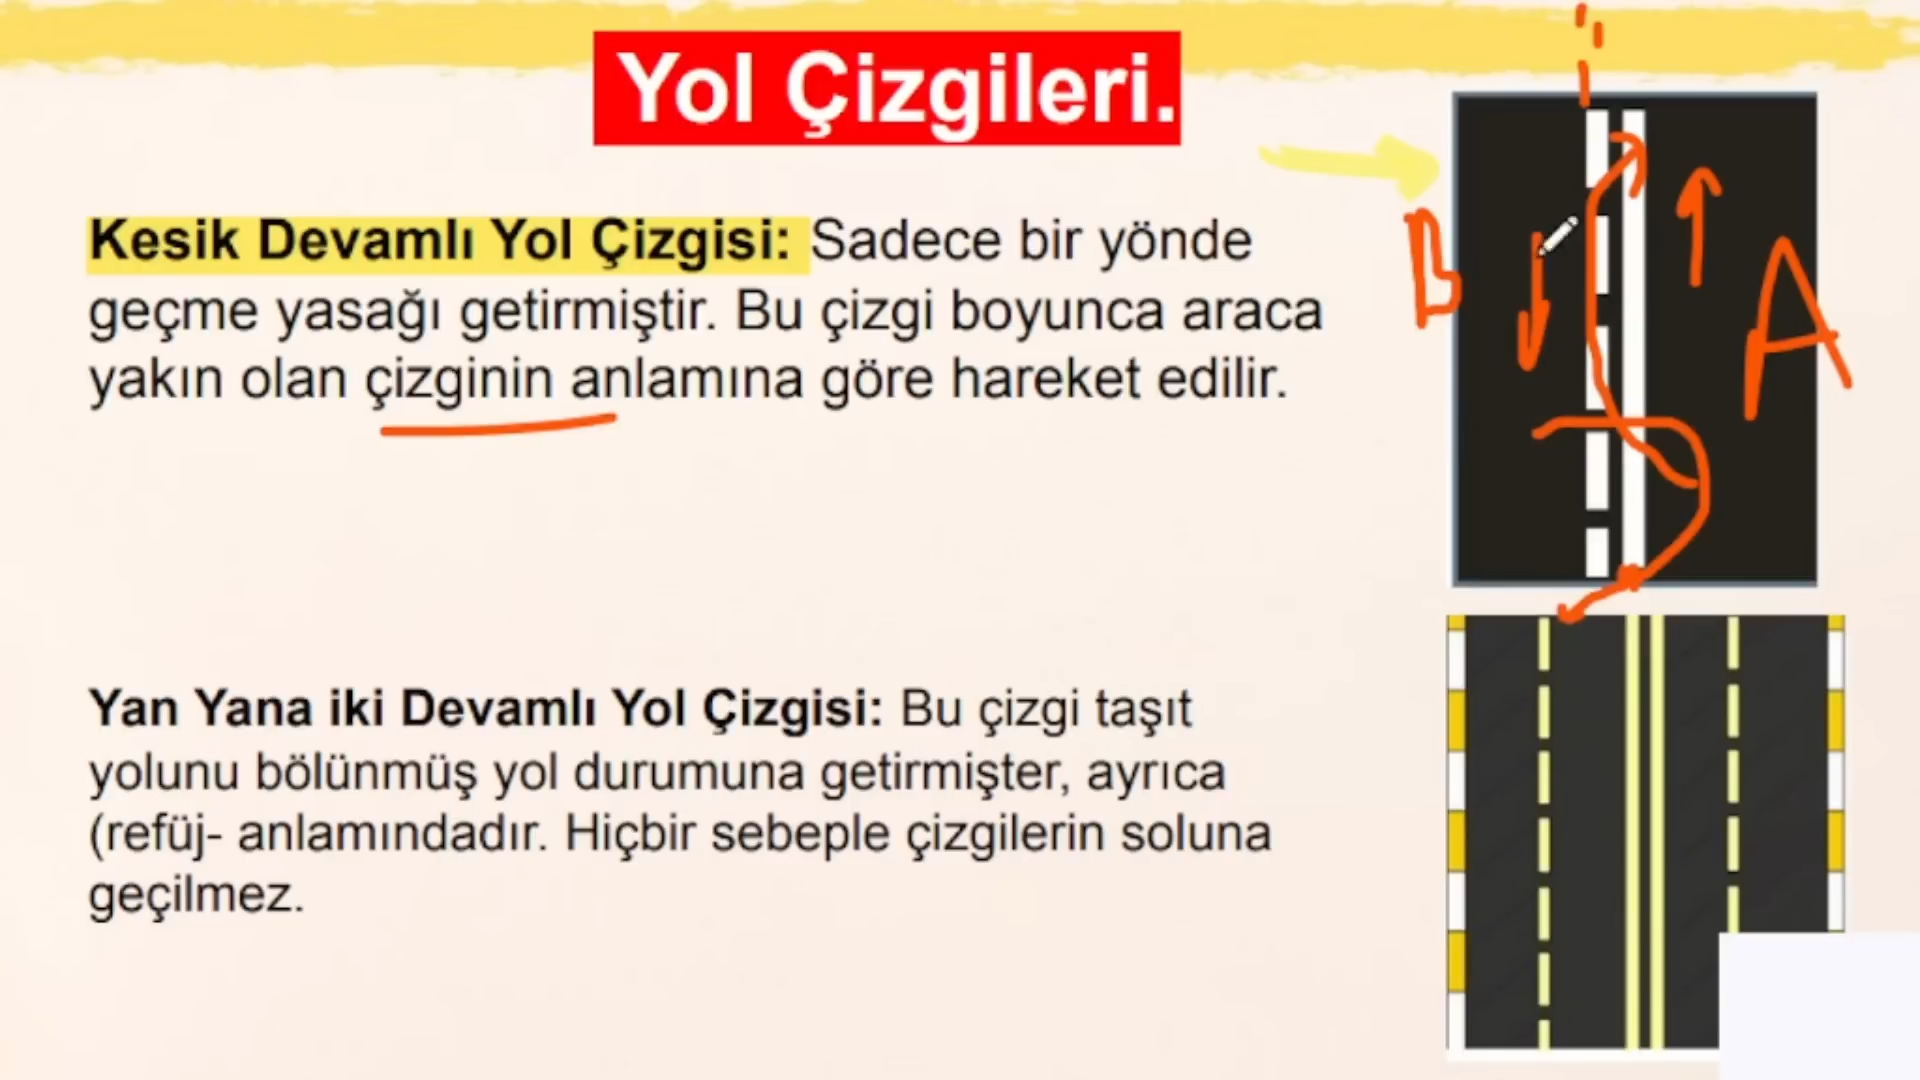 Yol Çizgileri.
Kesik Devamlı Yol Çizgisi: Sadece bir yönde
geçme yasağı getirmiştir. Bu çizgi boyunca araca
yakın olan çizginin anlamına göre hareket edilir.
B
A
Yan Yana iki Devamlı Yol Çizgisi: Bu çizgi taşıt
yolunu bölünmüş yol durumuna getirmişter, ayrıca
(refüj- anlamındadır. Hiçbir sebeple çizgilerin soluna
geçilmez.